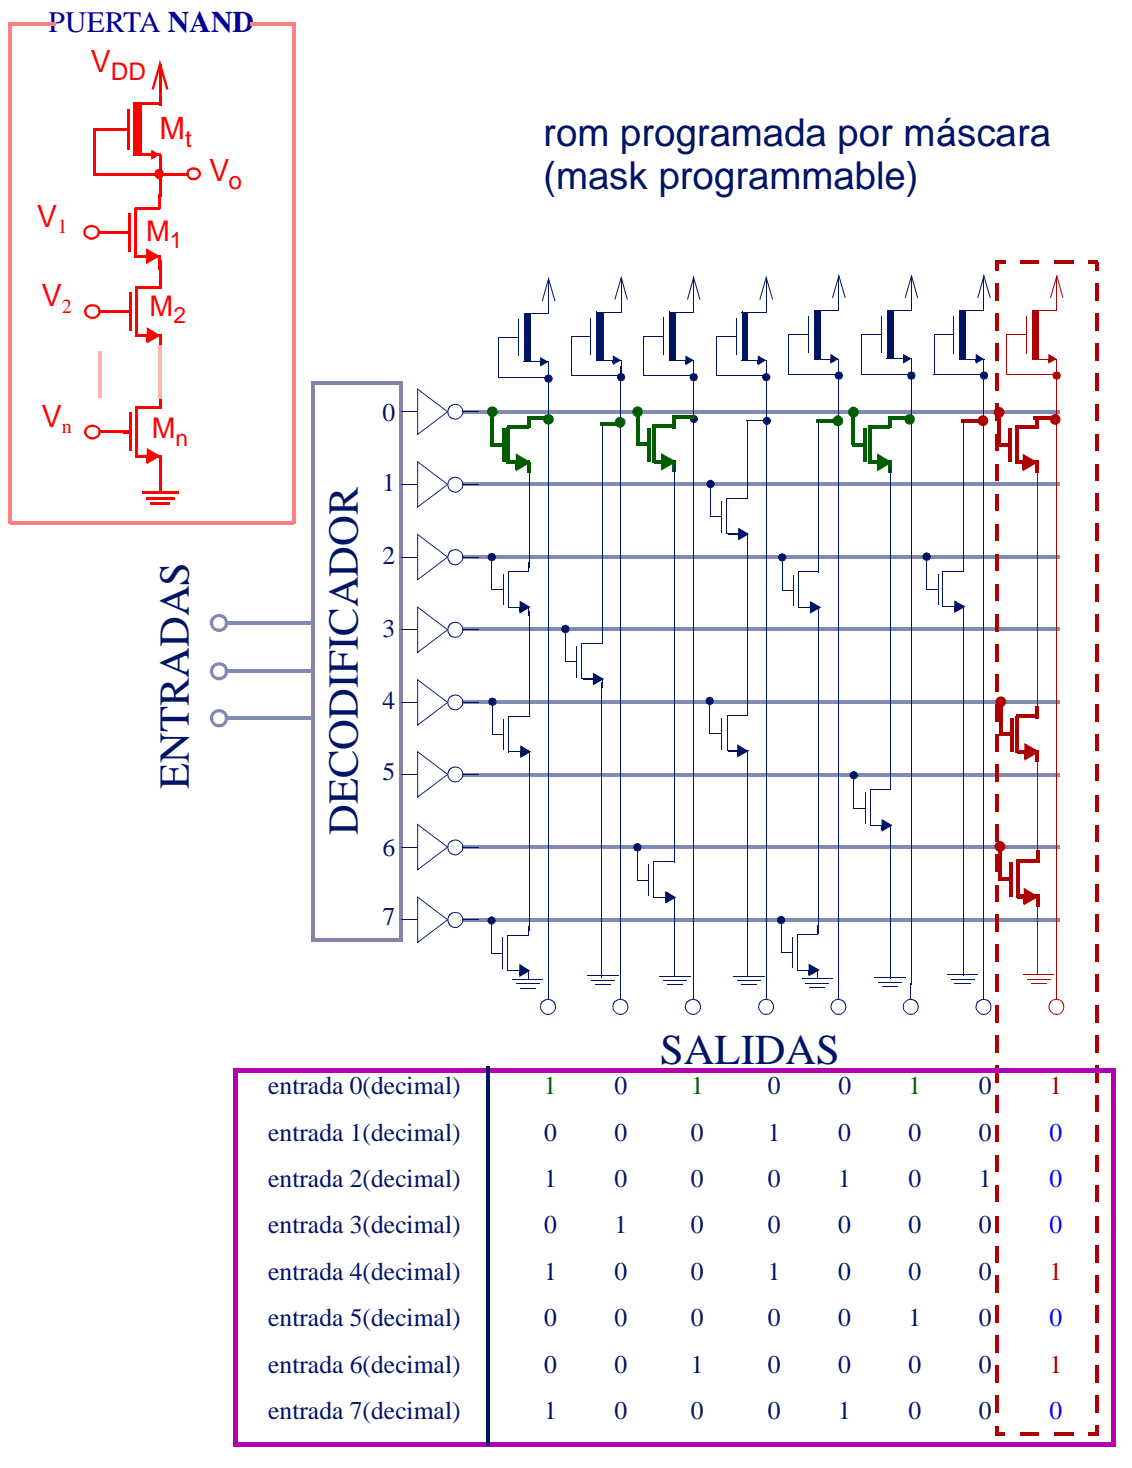 PUERTA NAND
VDD
Mt
Vo
V1
M1
V2
M2
Vn
Mn
rom programada por máscara
(mask programmable)
ENTRADAS
DECODIFICADOR
0
1
2
3
4
5
6
7
SALIDAS
entrada 0(decimal) 1 0 1 0 0 1 0 1
entrada 1(decimal) 0 0 0 1 0 0 0 0
entrada 2(decimal) 1 0 0 0 1 0 1 0
entrada 3(decimal) 0 1 0 0 0 0 0 0
entrada 4(decimal) 1 0 0 1 0 0 0 1
entrada 5(decimal) 0 0 0 0 0 1 0 0
entrada 6(decimal) 0 0 1 0 0 0 0 1
entrada 7(decimal) 1 0 0 0 1 0 0 0